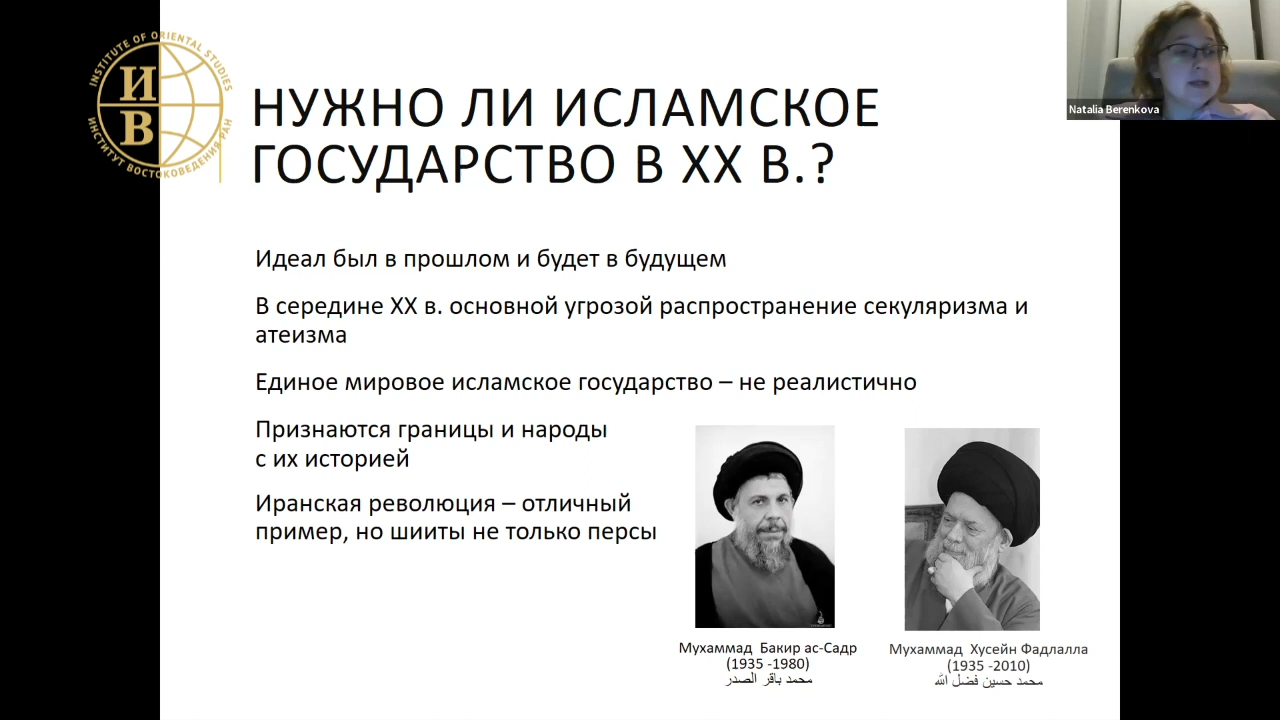 INSTITUTE OF ORIENTAL STUDIES
ИВ
ИНСТИТУТ ВОСТОКОВЕДЕНИЯ РАН
НУЖНО ЛИ ИСЛАМСКОЕ
ГОСУДАРСТВО В XX В.?
Natalia Berenkova
Идеал был в прошлом и будет в будущем
В середине XX в. основной угрозой распространение секуляризма и
атеизма
Единое мировое исламское государство – не реалистично
Признаются границы и народы
с их историей
Иранская революция – отличный
пример, но шииты не только персы
Мухаммад Бакир ас-Садр
(1935 -1980)
محمد باقر الصدر
Мухаммад Хусейн Фадлалла
(1935 -2010)
محمد حسين فضل الله